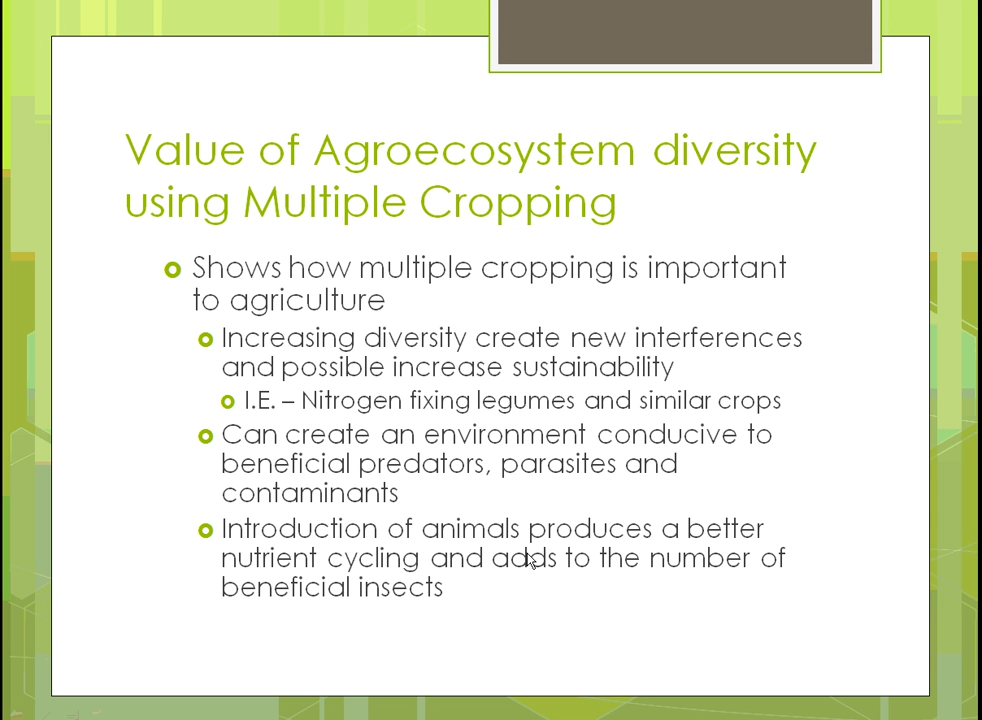 Value of Agroecosystem diversity
using Multiple Cropping
Shows how multiple cropping is important
to agriculture
Increasing diversity create new interferences
and possible increase sustainability
I.E. – Nitrogen fixing legumes and similar crops
Can create an environment conducive to
beneficial predators, parasites and
contaminants
Introduction of animals produces a better
nutrient cycling and adds to the number of
beneficial insects